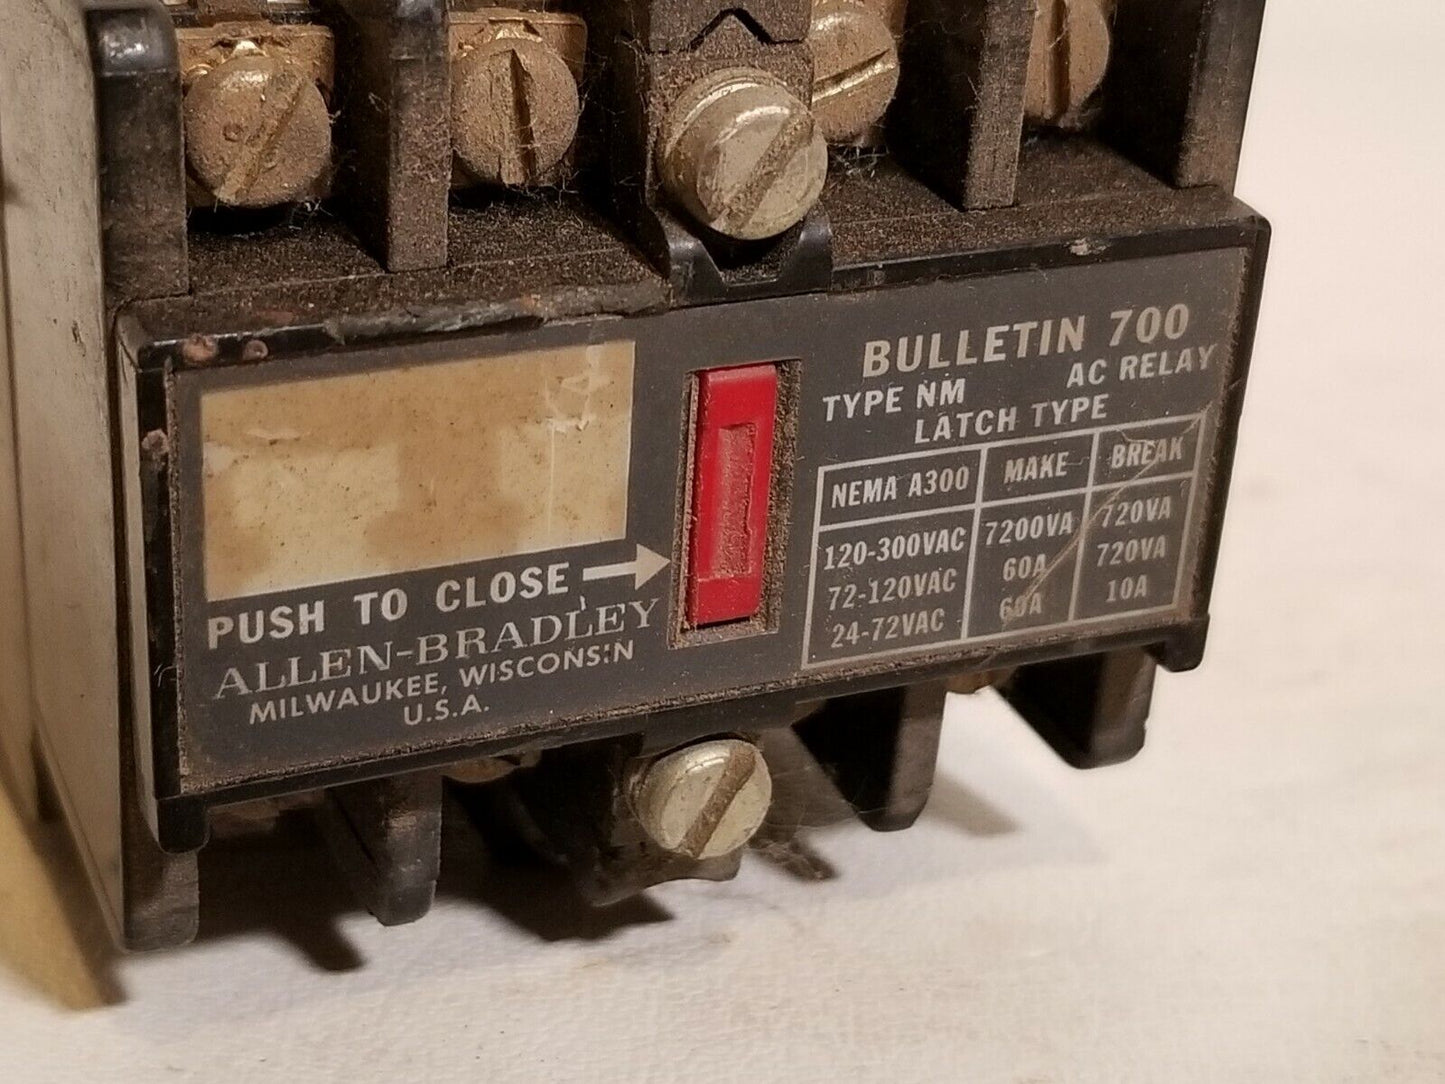 BULLETIN 700
TYPE NM AC RELAY
LATCH TYPE
NEMA A300 MAKE BREAK
120-300VAC 7200VA 720VA
72-120VAC 60A 720VA
24-72VAC 60A 10A
PUSH TO CLOSE
ALLEN-BRADLEY
MILWAUKEE, WISCONSIN
U.S.A.